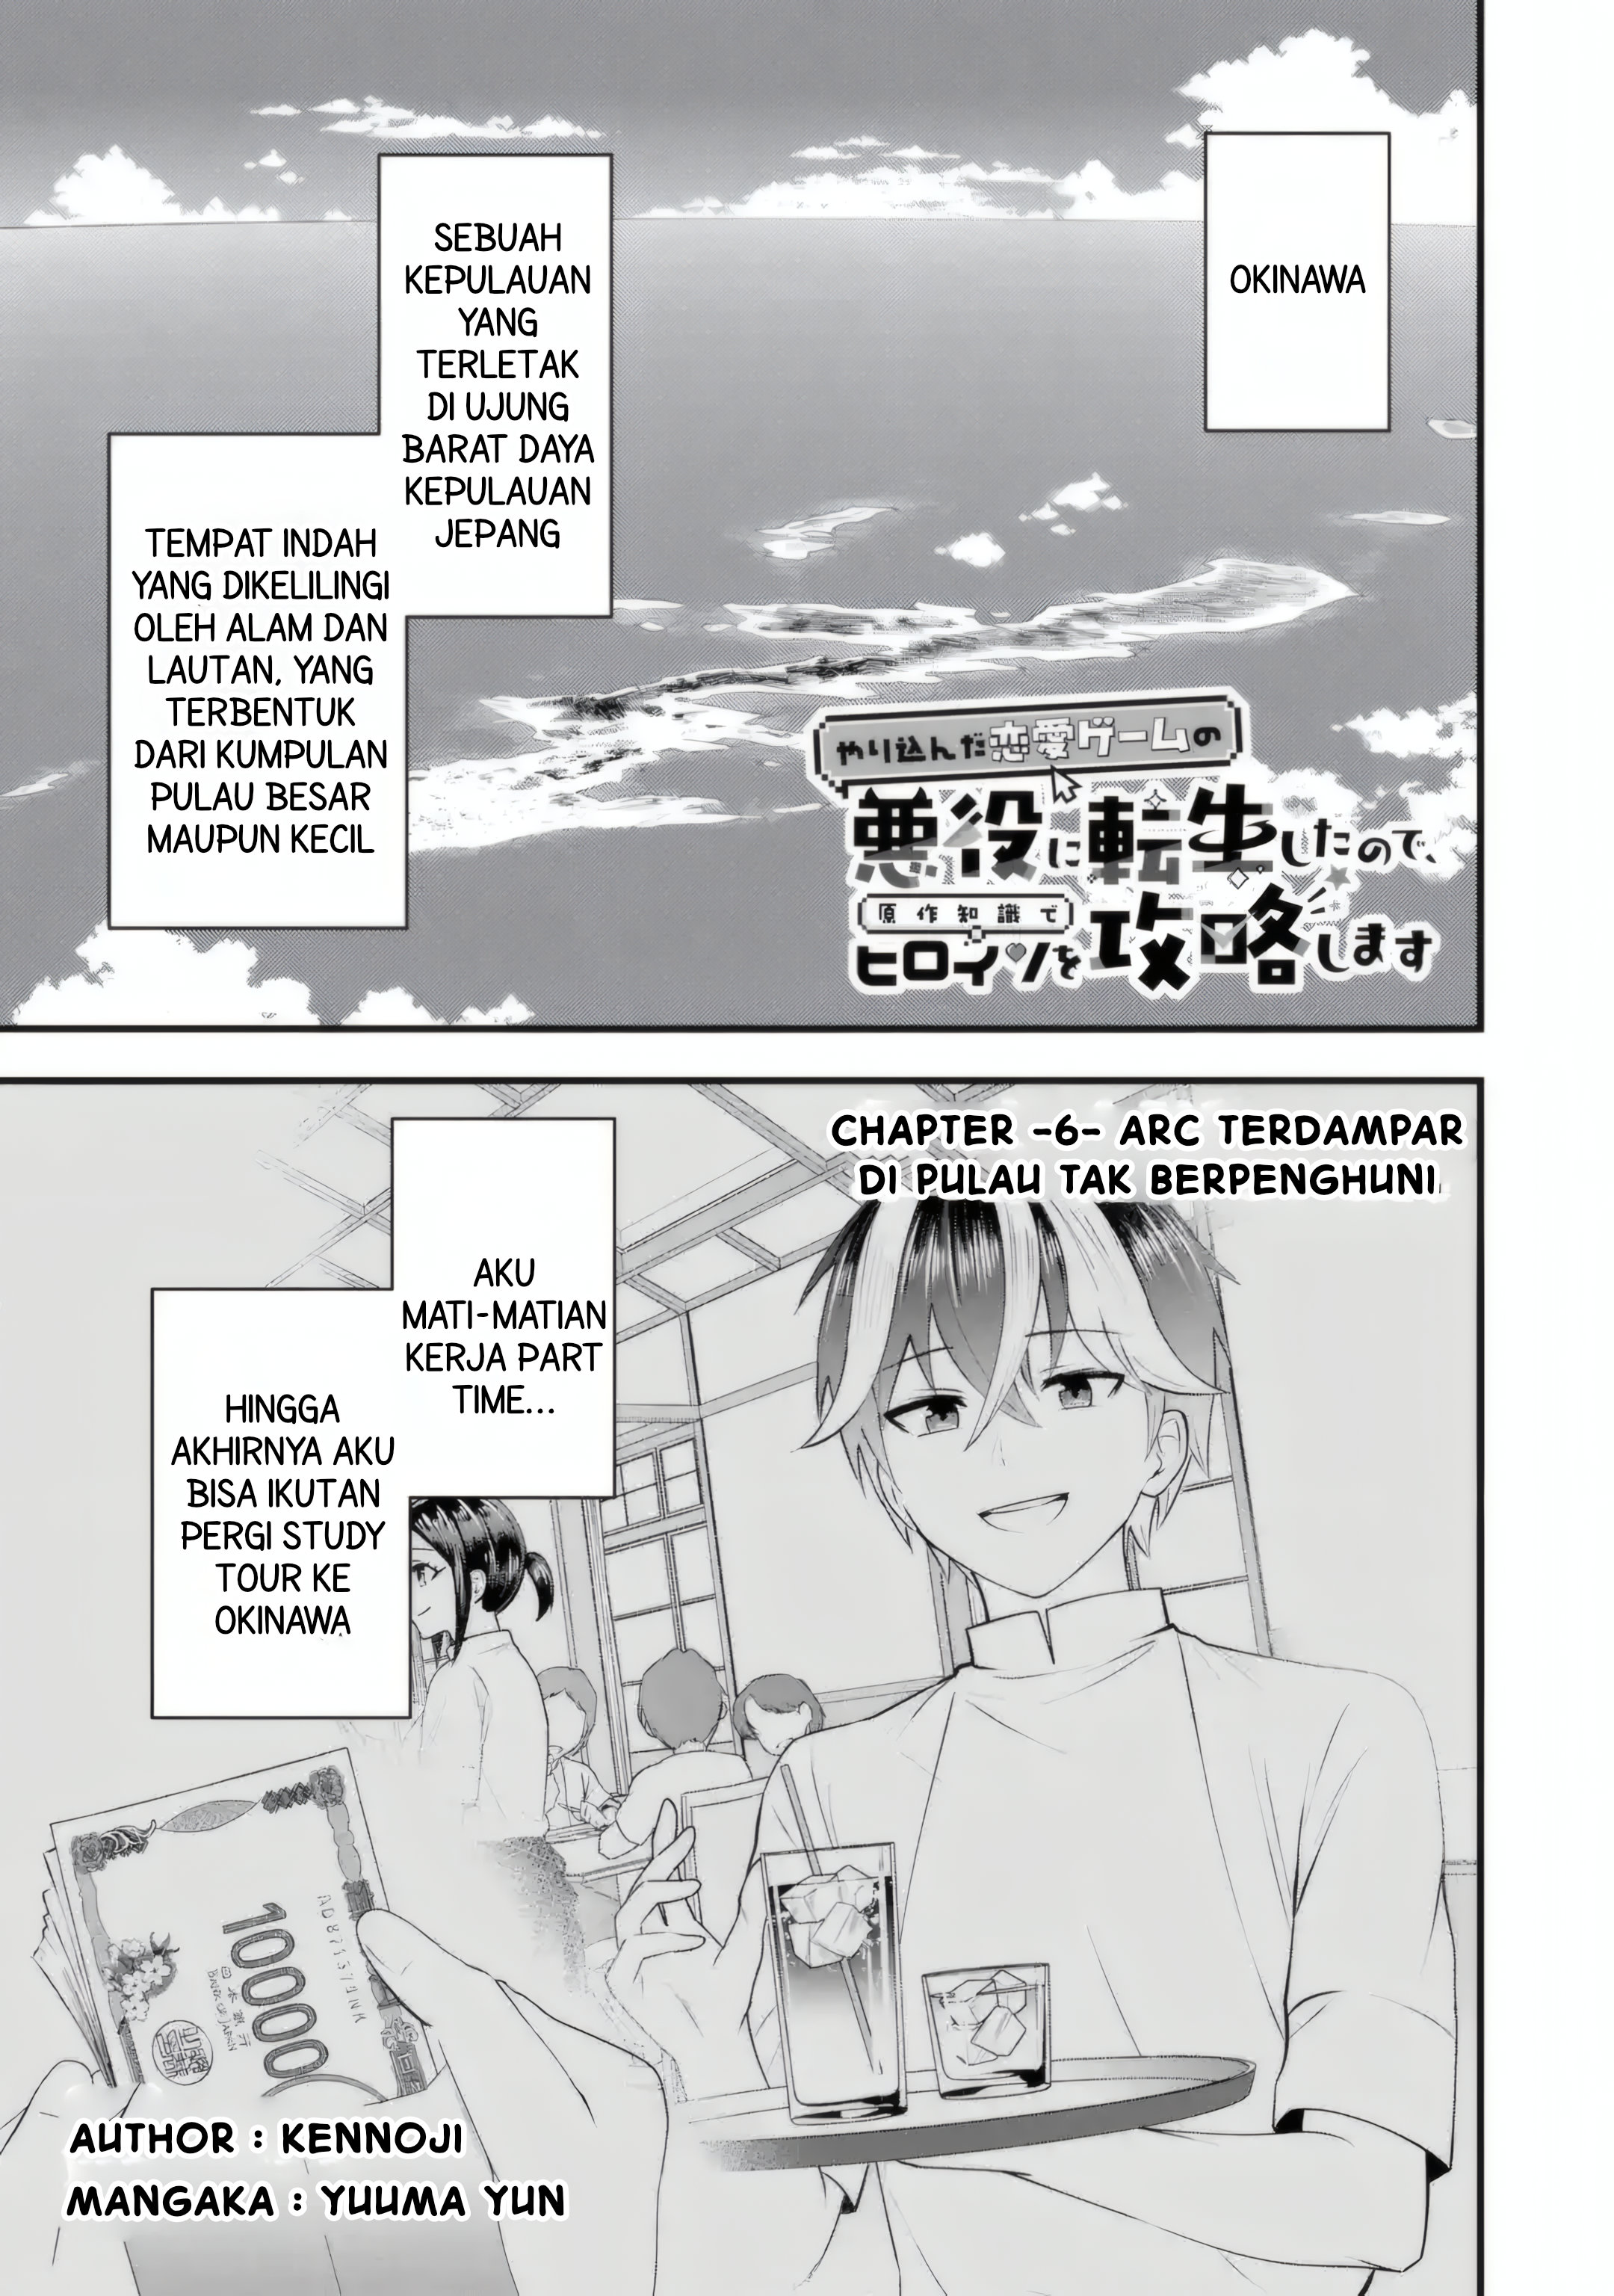 OKINAWA
SEBUAH
KEPULAUAN
YANG
TERLETAK
DI UJUNG
BARAT DAYA
KEPULAUAN
JEPANG
TEMPAT INDAH
YANG DIKELILINGI
OLEH ALAM DAN
LAUTAN, YANG
TERBENTUK
DARI KUMPULAN
PULAU BESAR
MAUPUN KECIL
やり込んだ恋愛ゲームの
悪役に転生したので、
原作知識で
ヒロインを攻略します
CHAPTER -6- ARC TERDAMPAR
DI PULAU TAK BERPENGHUNI
AKU
MATI-MATIAN
KERJA PART
TIME...
HINGGA
AKHIRNYA AKU
BISA IKUTAN
PERGI STUDY
TOUR KE
OKINAWA
10000
AUTHOR : KENNOJI
MANGAKA : YUUMA YUN